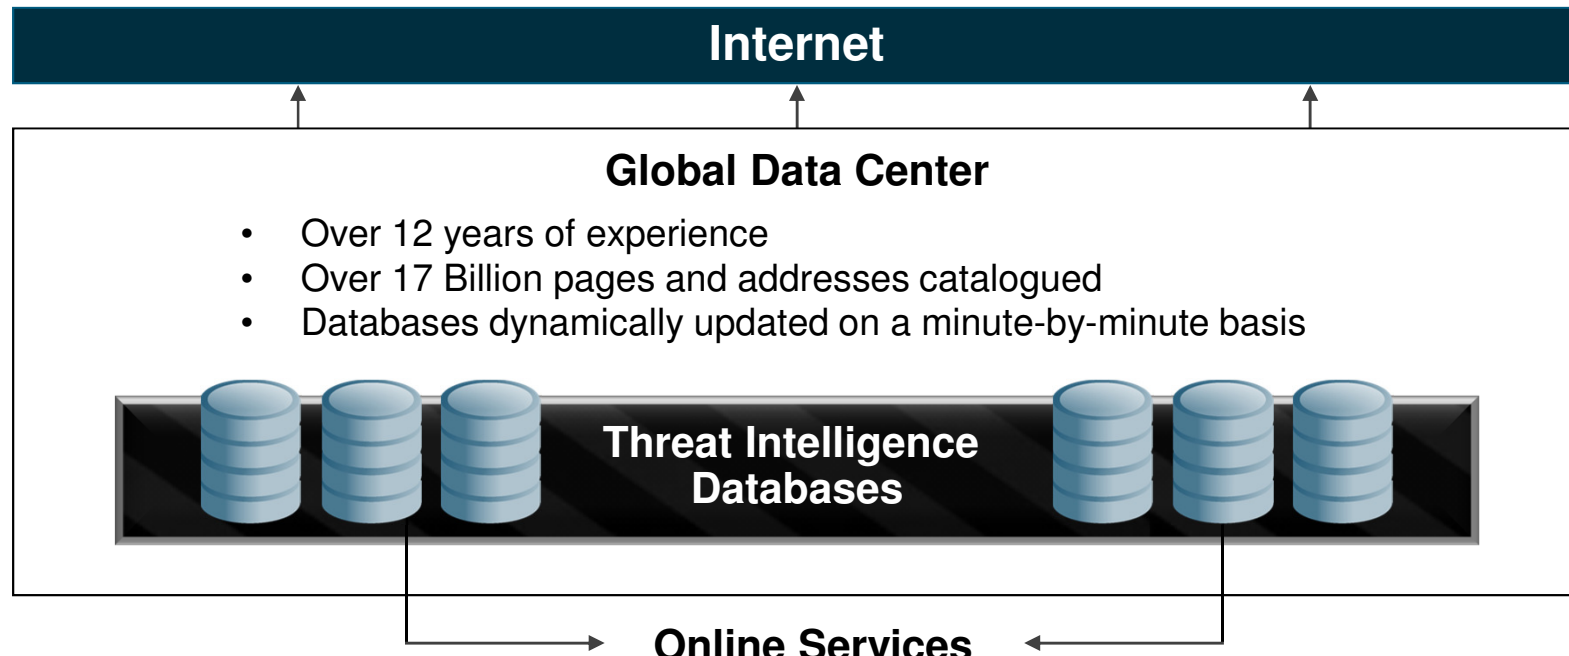 Internet
Global Data Center
• Over 12 years of experience
• Over 17 Billion pages and addresses catalogued
• Databases dynamically updated on a minute-by-minute basis
Threat Intelligence
Databases
Online Services